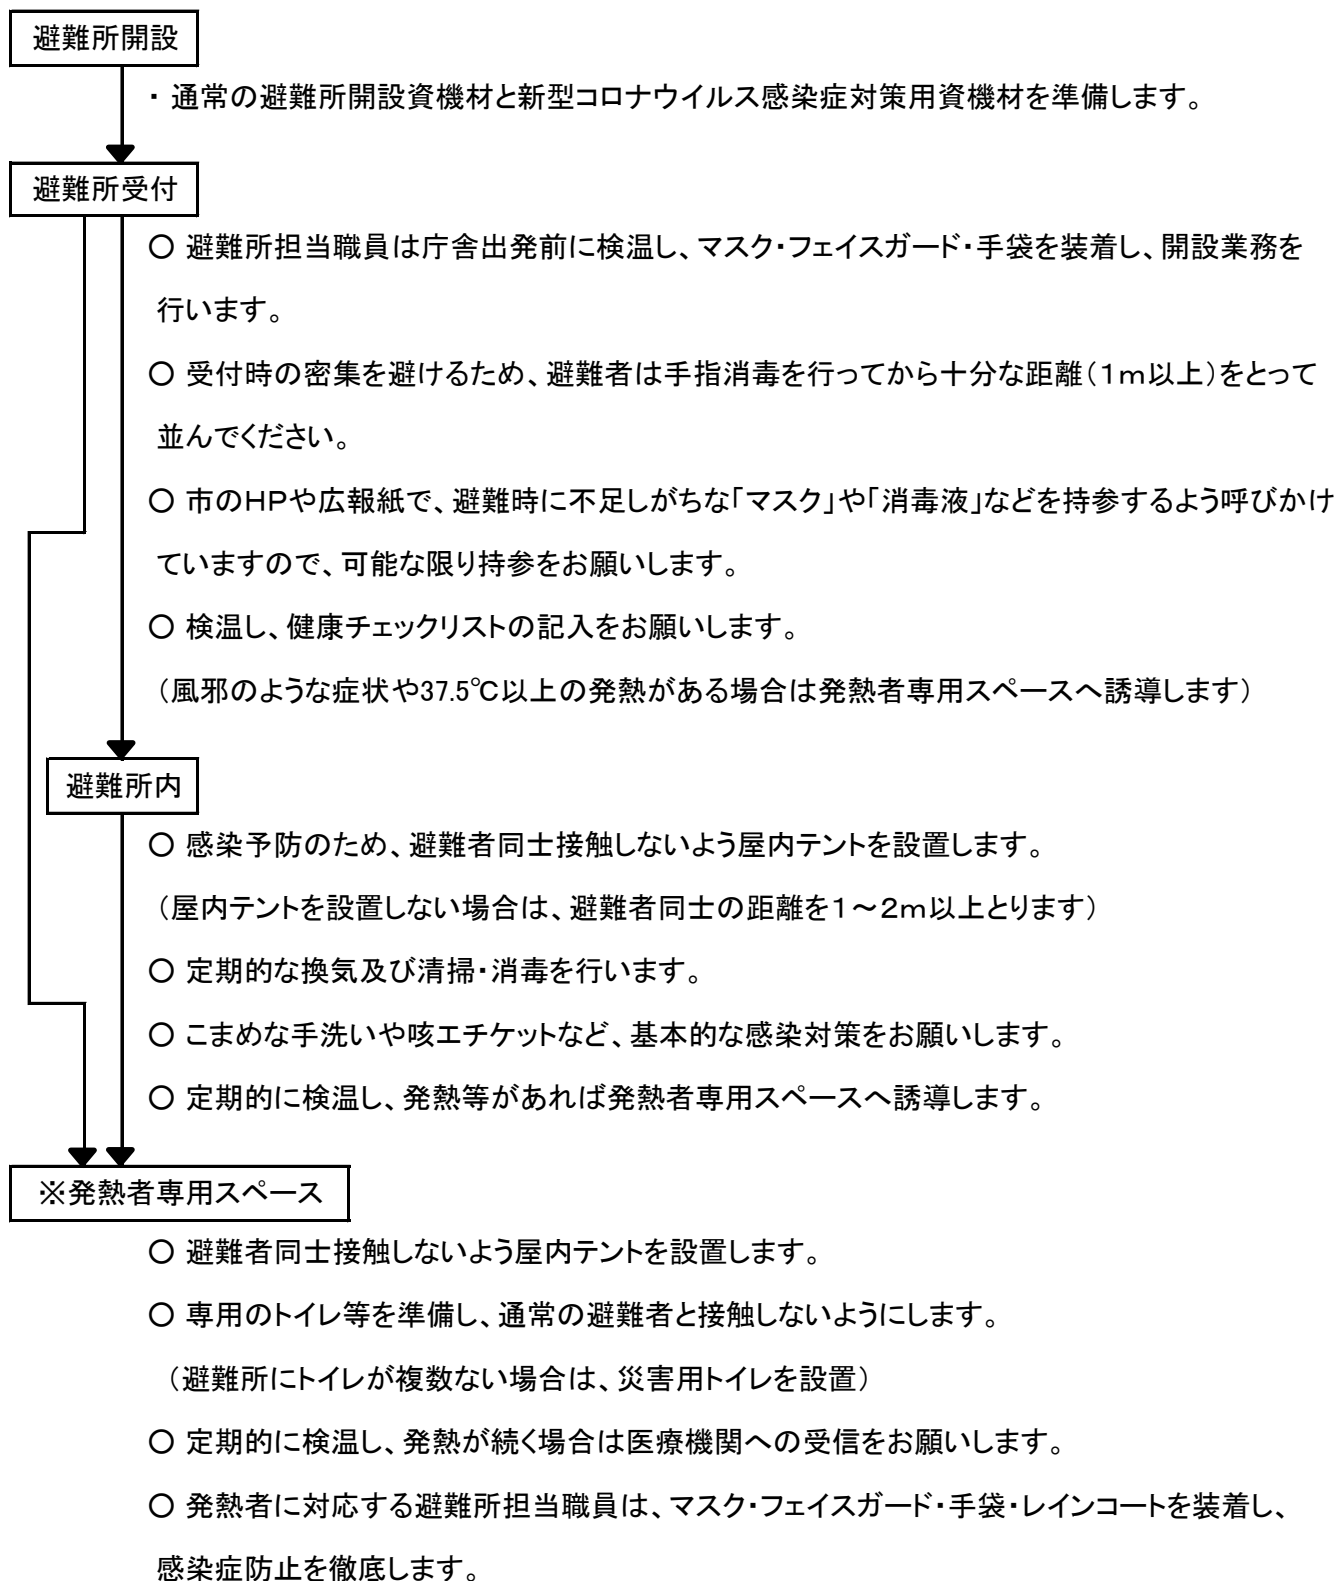 避難所開設
・ 通常の避難所開設資機材と新型コロナウイルス感染症対策用資機材を準備します。
避難所受付
〇 避難所担当職員は庁舎出発前に検温し、マスク・フェイスガード・手袋を装着し、開設業務を
行います。
〇 受付時の密集を避けるため、避難者は手指消毒を行ってから十分な距離（１ｍ以上）をとって
並んでください。
〇 市のＨＰや広報紙で、避難時に不足しがちな「マスク」や「消毒液」などを持参するよう呼びかけ
ていますので、可能な限り持参をお願いします。
〇 検温し、健康チェックリストの記入をお願いします。
（風邪のような症状や37.5℃以上の発熱がある場合は発熱者専用スペースへ誘導します）
避難所内
〇 感染予防のため、避難者同士接触しないよう屋内テントを設置します。
（屋内テントを設置しない場合は、避難者同士の距離を１～２ｍ以上とります）
〇 定期的な換気及び清掃・消毒を行います。
〇 こまめな手洗いや咳エチケットなど、基本的な感染対策をお願いします。
〇 定期的に検温し、発熱等があれば発熱者専用スペースへ誘導します。
※発熱者専用スペース
〇 避難者同士接触しないよう屋内テントを設置します。
〇 専用のトイレ等を準備し、通常の避難者と接触しないようにします。
（避難所にトイレが複数ない場合は、災害用トイレを設置）
〇 定期的に検温し、発熱が続く場合は医療機関への受信をお願いします。
〇 発熱者に対応する避難所担当職員は、マスク・フェイスガード・手袋・レインコートを装着し、
感染症防止を徹底します。